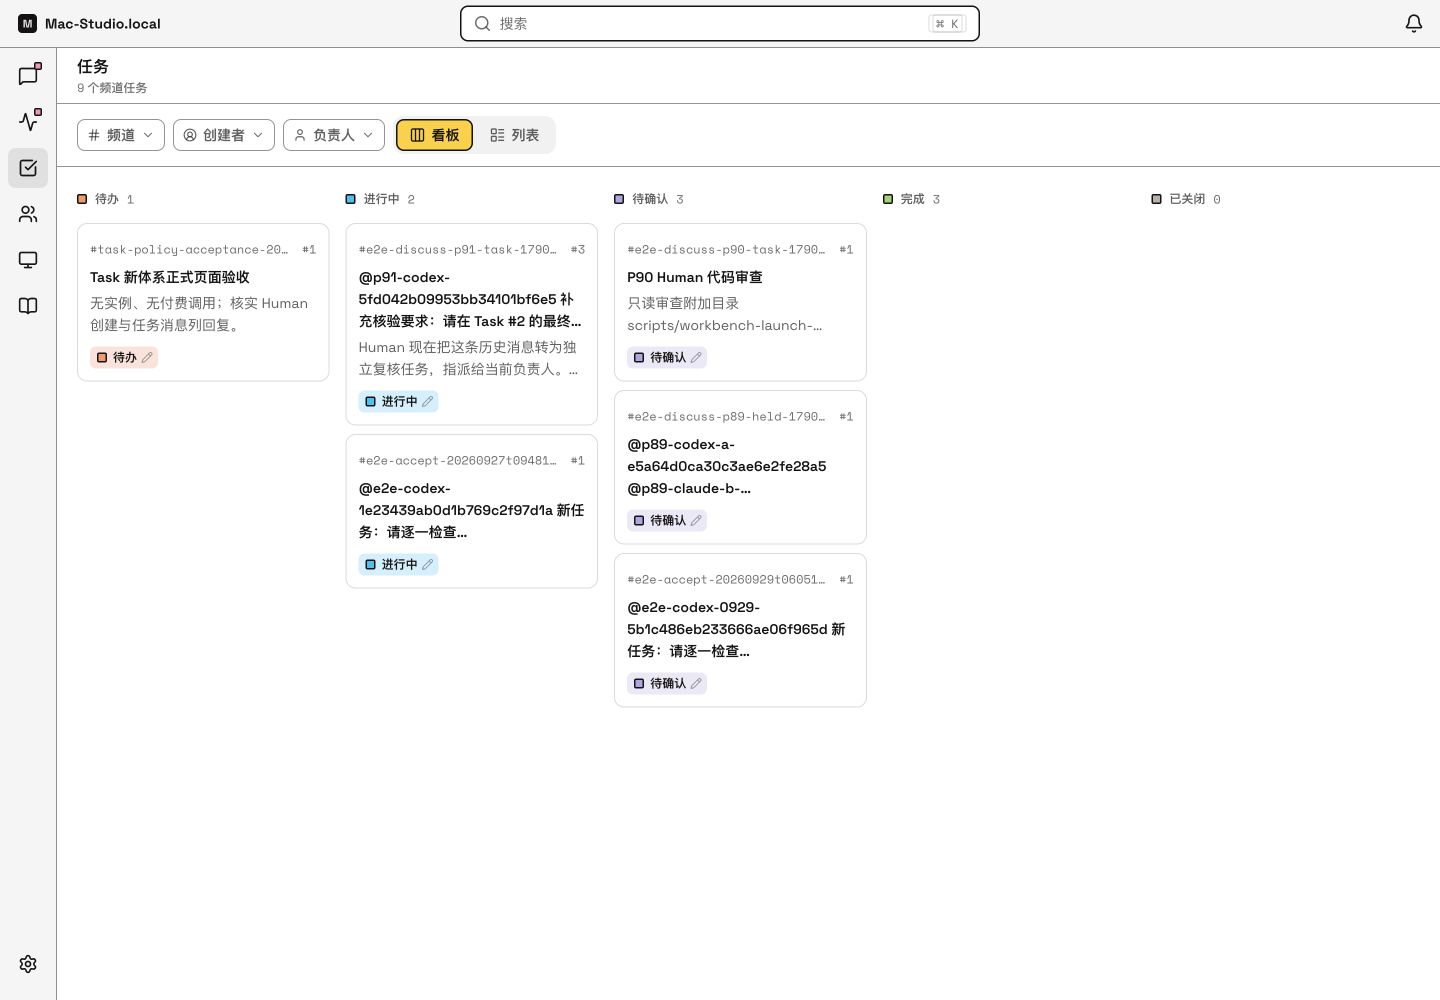 M Mac-Studio.local
搜索 ⌘ K
任务
9 个频道任务
频道
创建者
负责人
看板
列表
待办 1
#task-policy-acceptance-20… #1
Task 新体系正式页面验收
无实例、无付费调用；核实 Human
创建与任务消息列回复。
待办
进行中 2
#e2e-discuss-p91-task-1790… #3
@p91-codex-
5fd042b09953bb34101bf6e5 补
充核验要求：请在 Task #2 的最终…
Human 现在把这条历史消息转为独
立复核任务，指派给当前负责人。…
进行中
#e2e-accept-20260927t09481… #1
@e2e-codex-
1e23439ab0d1b769c2f97d1a 新任
务：请逐一检查…
进行中
待确认 3
#e2e-discuss-p90-task-1790… #1
P90 Human 代码审查
只读审查附加目录
scripts/workbench-launch-…
待确认
#e2e-discuss-p89-held-1790… #1
@p89-codex-a-
e5a64d0ca30c3ae6e2fe28a5
@p89-claude-b-…
待确认
#e2e-accept-20260929t06051… #1
@e2e-codex-0929-
5b1c486eb233666ae06f965d 新
任务：请逐一检查…
待确认
完成 3
已关闭 0